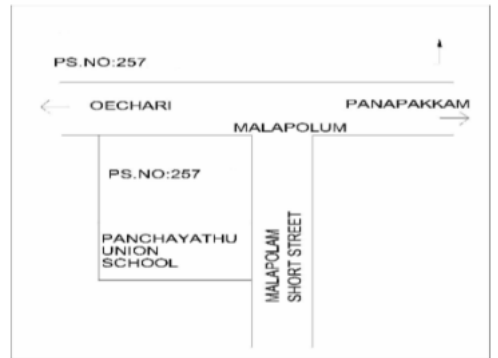 PS.NO:257
OECHARI
PANAPAKKAM
MALAPOLUM
PS.NO:257
PANCHAYATHU
UNION
SCHOOL
MALAPOLAM
SHORT STREET